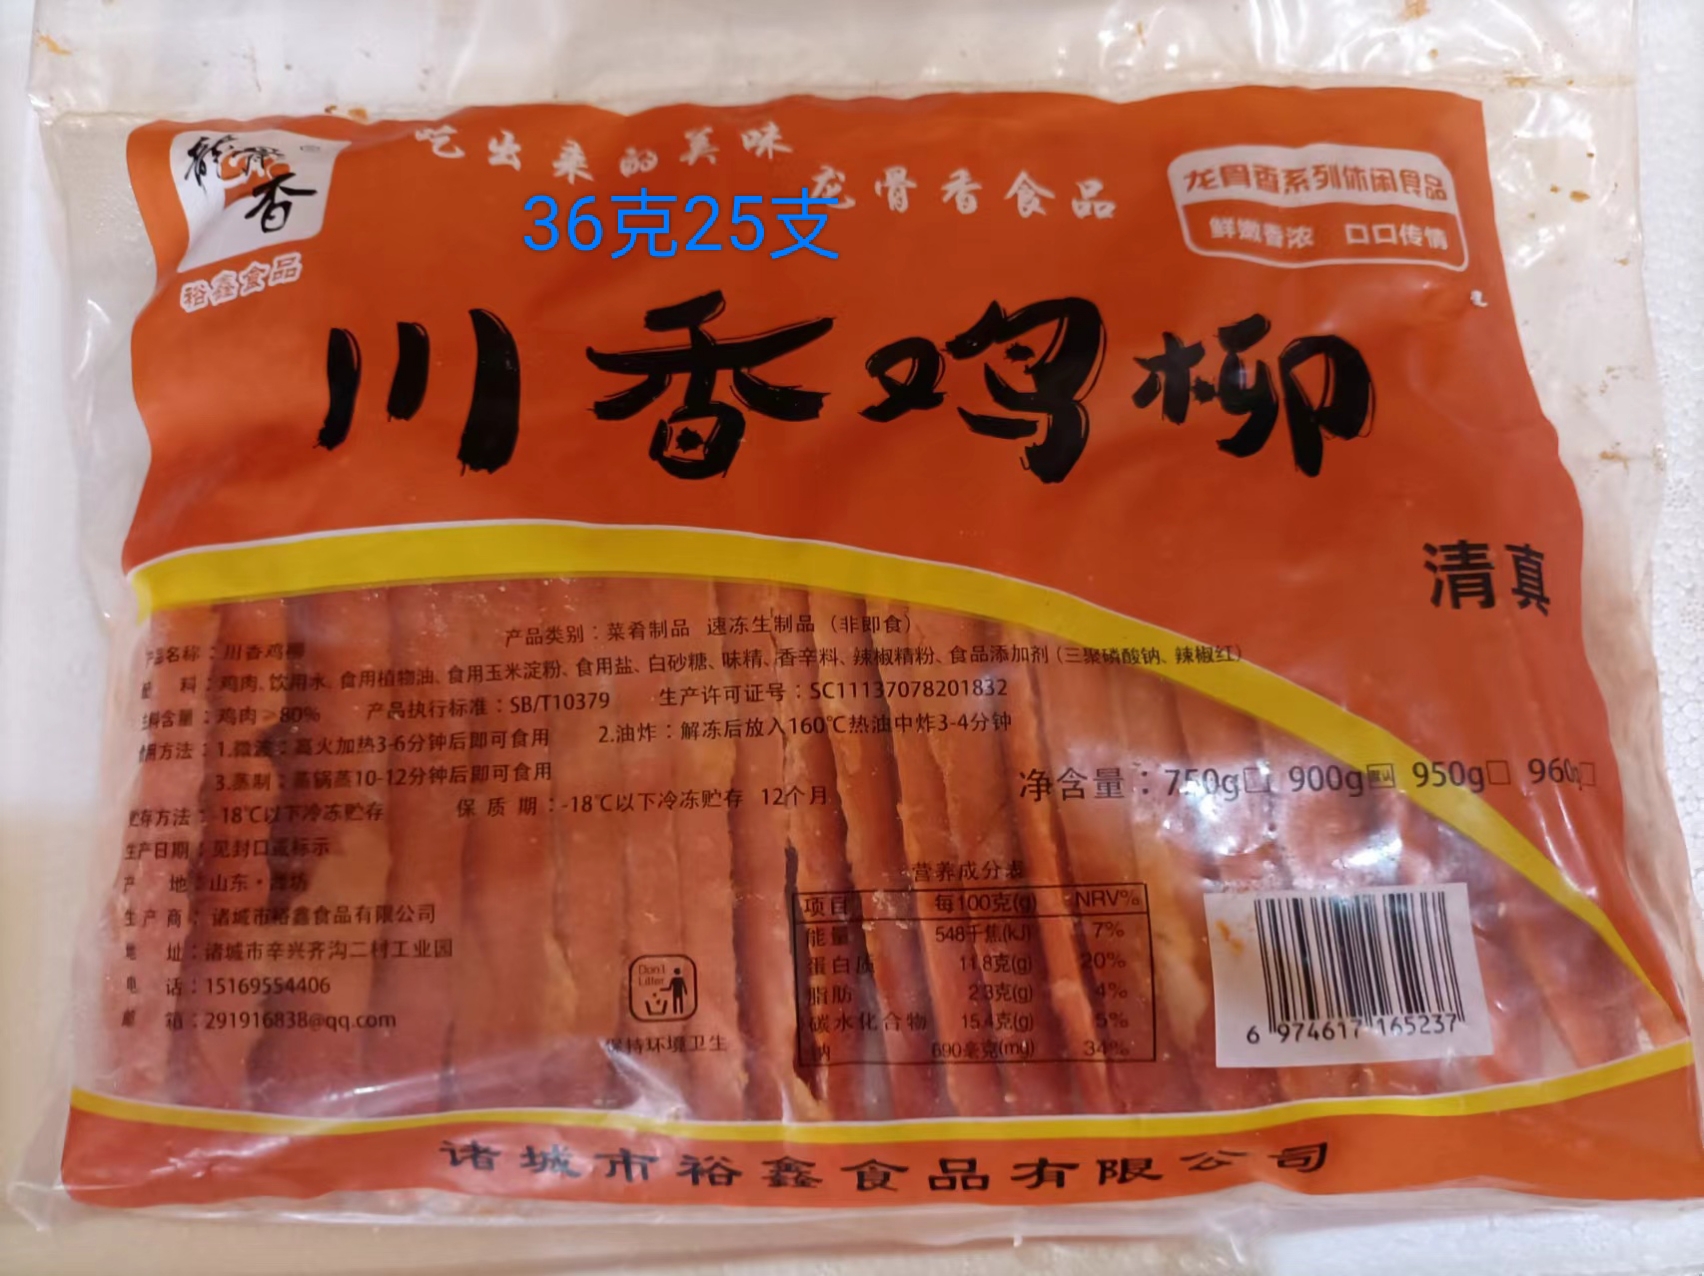 龍骨香
裕鑫食品
吃出来的美味
龙骨香食品
36克25支
龙骨香系列休闲食品
鲜嫩香浓 口口传情
川香鸡柳
清真
产品名称：川香鸡柳 产品类别：菜肴制品 速冻生制品（非即食）
配 料：鸡肉、饮用水、食用植物油、食用玉米淀粉、食用盐、白砂糖、味精、香辛料、辣椒精粉、食品添加剂（三聚磷酸钠、辣椒红）
主料含量：鸡肉≥80% 产品执行标准：SB/T10379 生产许可证号：SC11137078201832
食用方法：1.微波：高火加热3-6分钟后即可食用 2.油炸：解冻后放入160℃热油中炸3-4分钟
3.蒸制：蒸锅蒸10-12分钟后即可食用
贮存方法：-18℃以下冷冻贮存 保质期：-18℃以下冷冻贮存 12个月
净含量：750g□ 900g 950g□ 960g□
生产日期：见封口或标示
产 地：山东·潍坊
生产商：诸城市裕鑫食品有限公司
地 址：诸城市辛兴齐沟二村工业园
电 话：15169554406
邮 箱：291916838@qq.com
Don't Litter
保持环境卫生
营养成分表
项目 每100克(g) NRV%
能量 548千焦(kJ) 7%
蛋白质 11.8克(g) 20%
脂肪 2.3克(g) 4%
碳水化合物 15.4克(g) 5%
钠 690毫克(mg) 34%
6 974617 165237
诸城市裕鑫食品有限公司